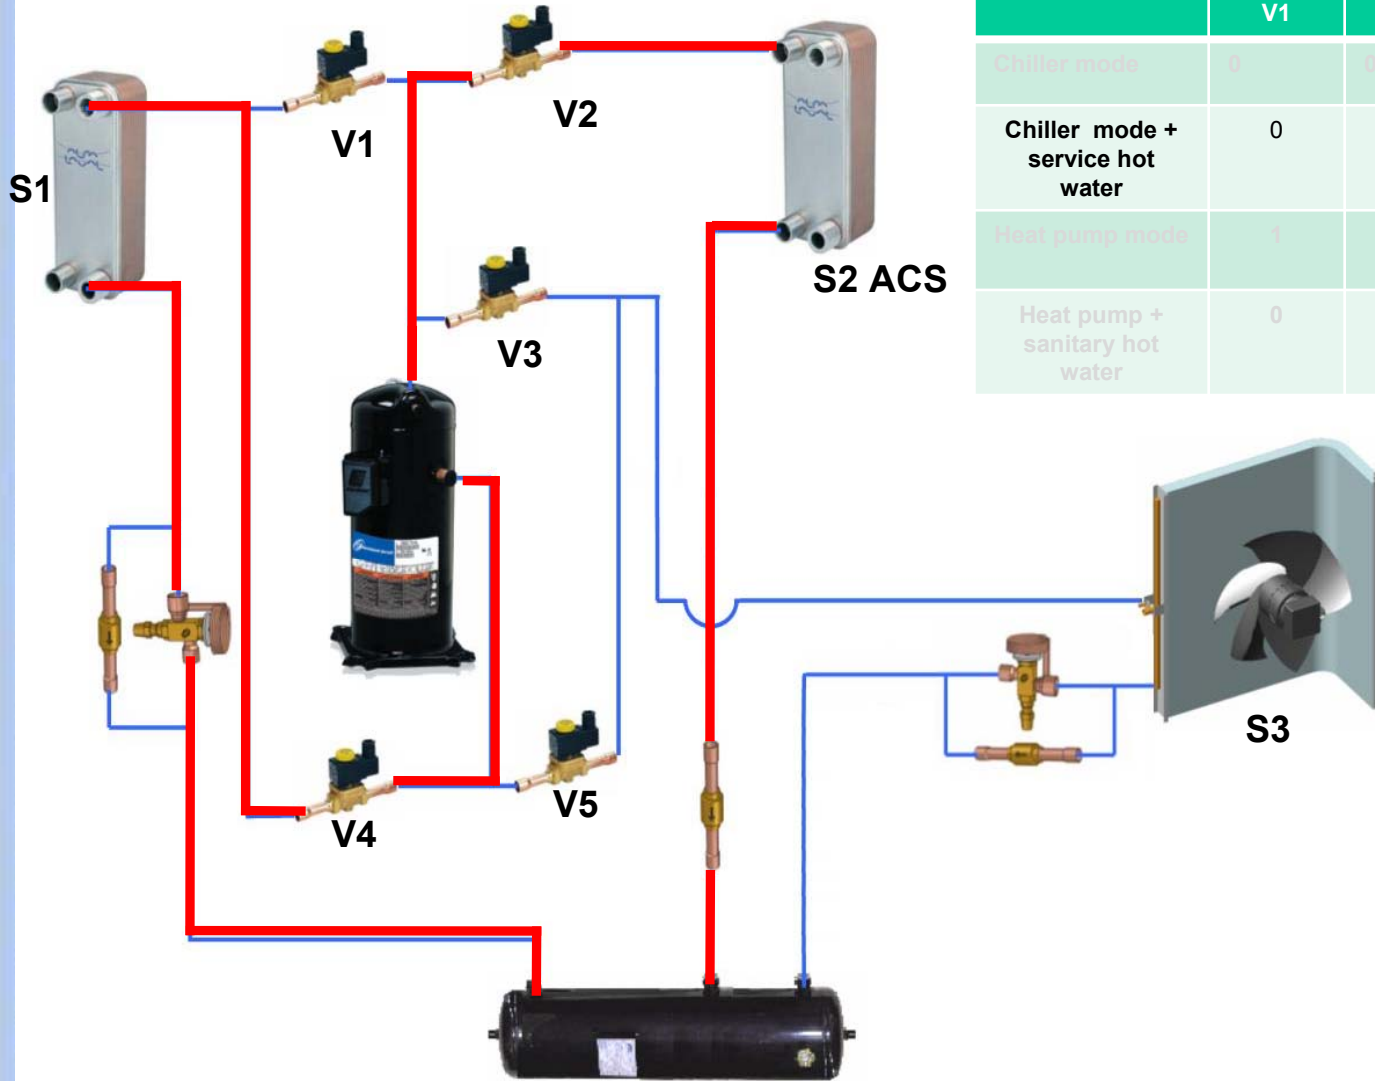 V1
Chiller mode 0 0
Chiller mode +
service hot
water
0
Heat pump mode 1
Heat pump +
sanitary hot
water
0
V1
V2
S1
S2 ACS
V3
S3
V4
V5